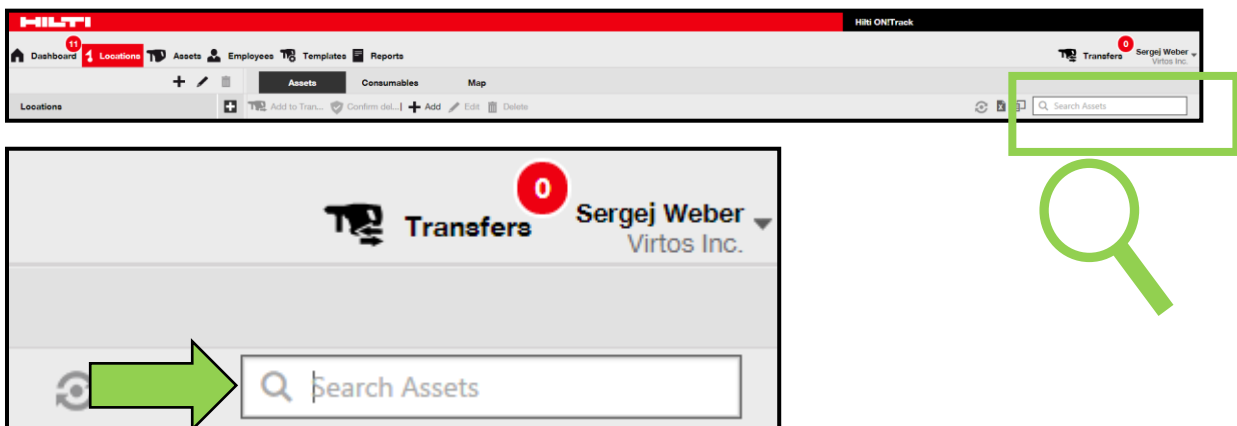 HILTI Hilti ON!Track
11 0
Dashboard Locations Assets Employees Templates Reports Transfers Sergej Weber
Virtos Inc.
Assets Consumables Map
Locations Add to Tran... Confirm del...| Add Edit Delete Search Assets
0
Transfers Sergej Weber
Virtos Inc.
Search Assets